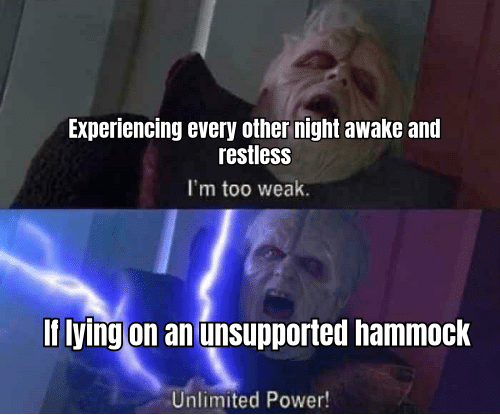 Experiencing every other night awake and
restless
I'm too weak.
If lying on an unsupported hammock
Unlimited Power!